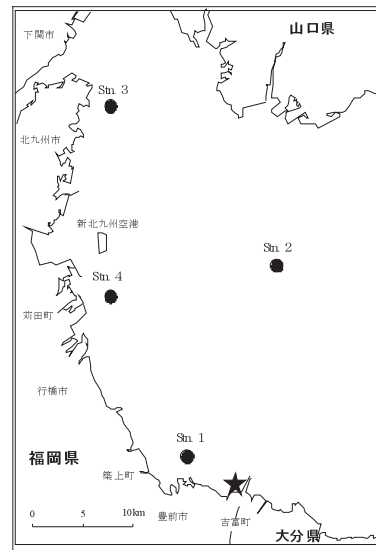 山口県
下関市
Stn. 3
北九州市
新北九州空港
Stn. 2
Stn. 4
苅田町
行橋市
Stn. 1
福岡県
築上町
豊前市
吉富町
大分県
0 5 10km